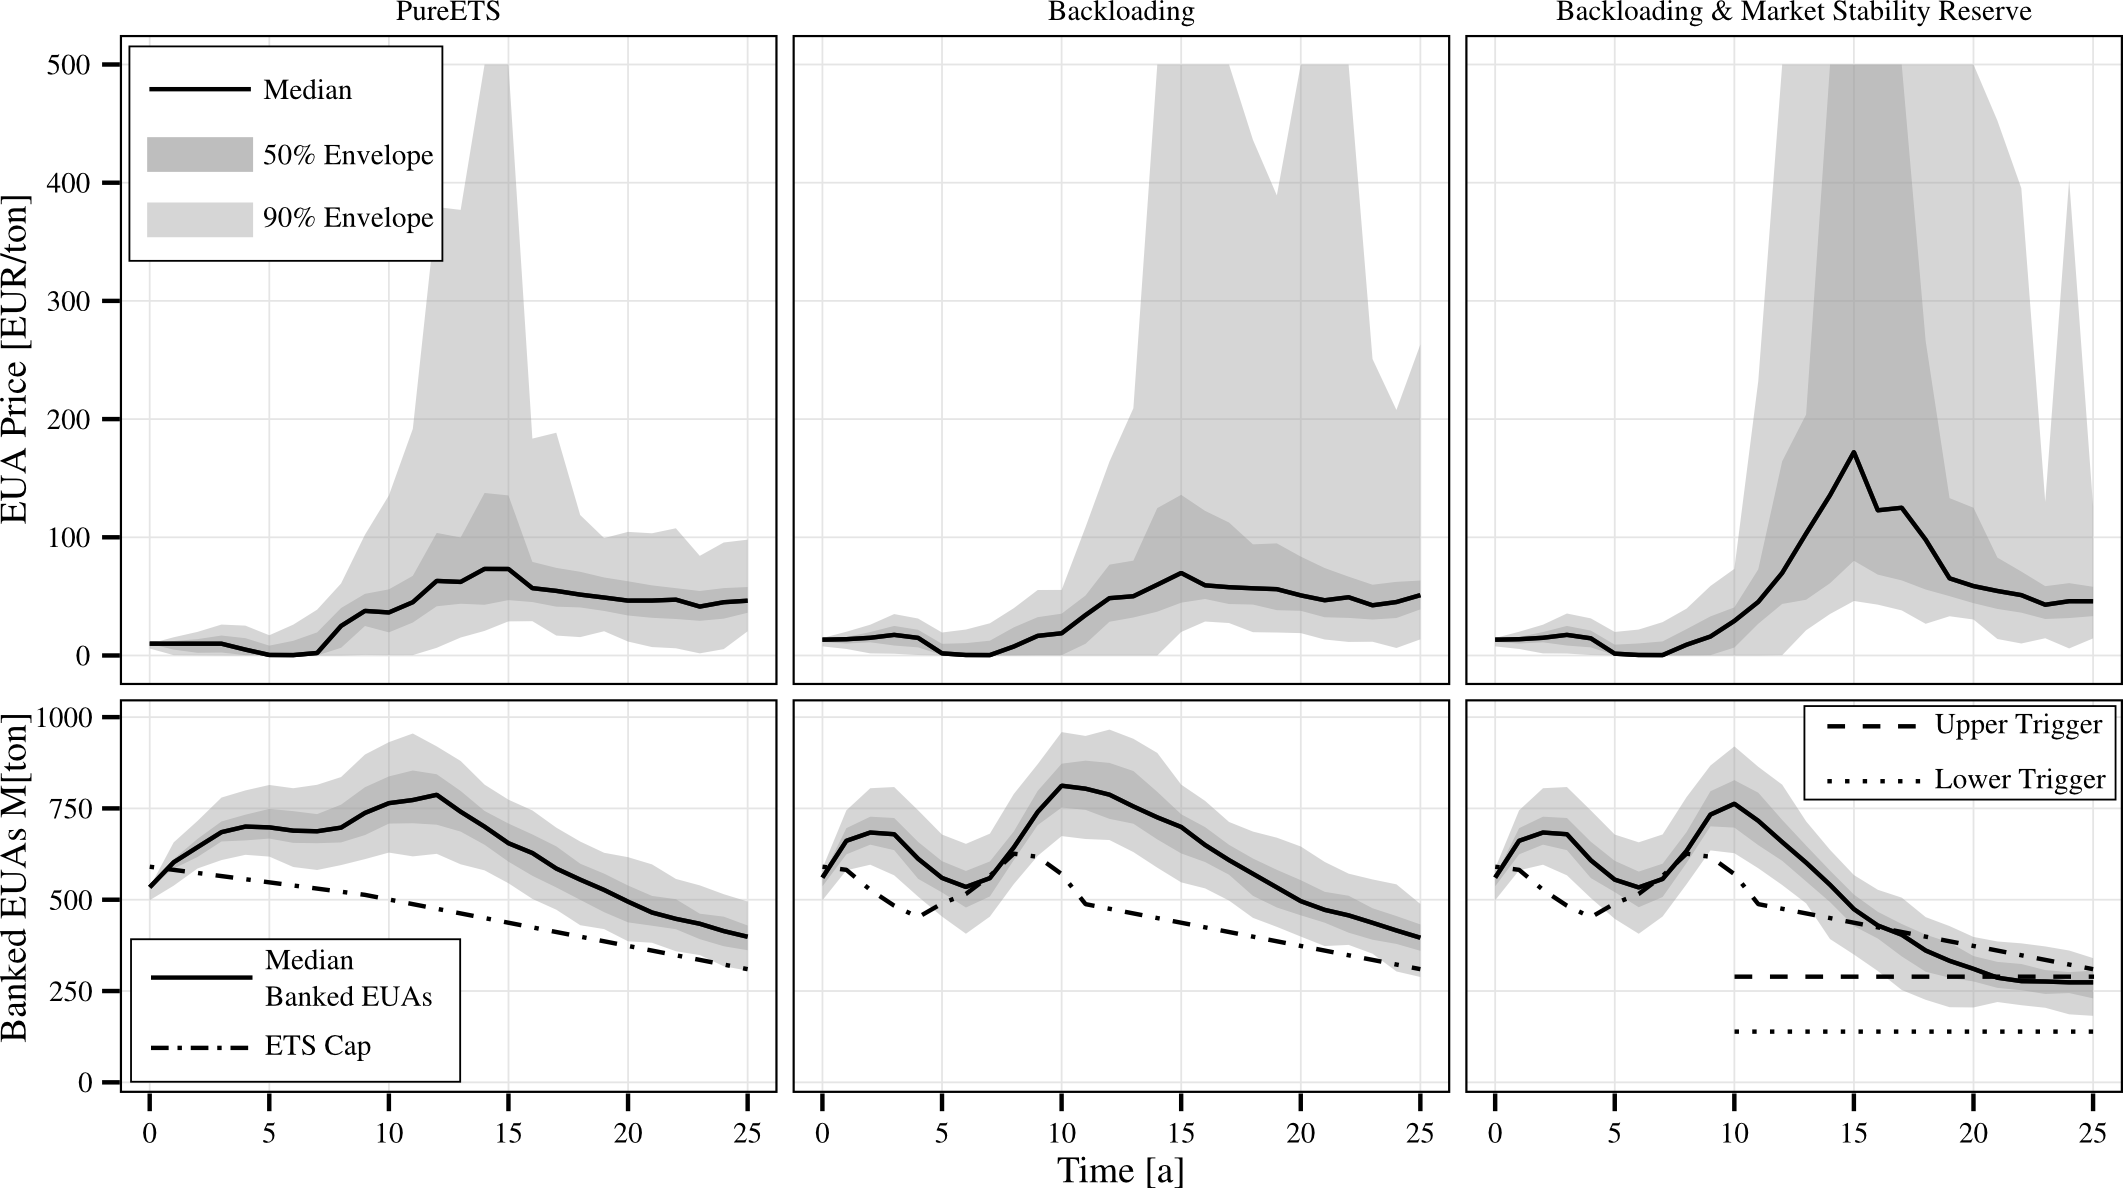 PureETS
Backloading
Backloading & Market Stability Reserve
EUA Price [EUR/ton]
500
400
300
200
100
0
Median
50% Envelope
90% Envelope
Banked EUAs M[ton]
1000
750
500
250
0
Median
Banked EUAs
ETS Cap
Upper Trigger
Lower Trigger
0 5 10 15 20 25
0 5 10 15 20 25
0 5 10 15 20 25
Time [a]